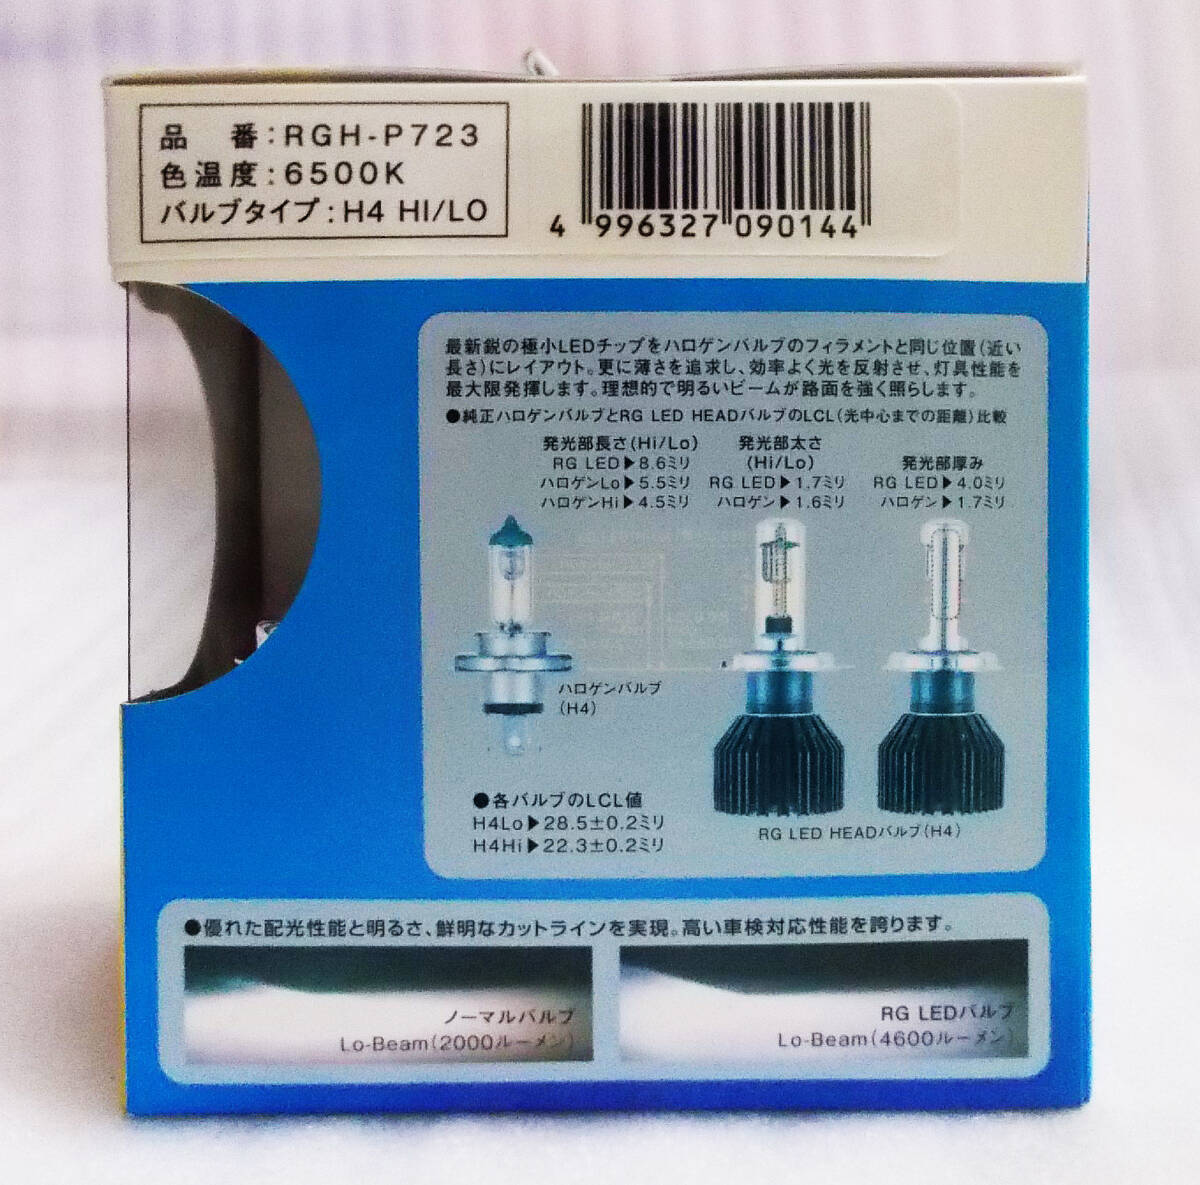 品　番:RGH-P723
色温度:6500K
バルブタイプ:H4 HI/LO
4 996327 090144
最新鋭の極小LEDチップをハロゲンバルブのフィラメントと同じ位置(近い
長さ)にレイアウト。更に薄さを追求し、効率よく光を反射させ、灯具性能を
最大限発揮します。理想的で明るいビームが路面を強く照らします。
●純正ハロゲンバルブとRG LED HEADバルブのLCL(光中心までの距離)比較
発光部長さ(Hi/Lo)
RG LED▶8.6ミリ
ハロゲンLo▶5.5ミリ
ハロゲンHi▶4.5ミリ
発光部太さ
(Hi/Lo)
RG LED▶1.7ミリ
ハロゲン▶1.6ミリ
発光部厚み
RG LED▶4.0ミリ
ハロゲン▶1.7ミリ
ハロゲンバルブ
(H4)
●各バルブのLCL値
H4Lo▶28.5±0.2ミリ
H4Hi▶22.3±0.2ミリ
RG LED HEADバルブ(H4)
●優れた配光性能と明るさ、鮮明なカットラインを実現。高い車検対応性能を誇ります。
ノーマルバルブ
Lo-Beam(2000ルーメン)
RG LEDバルブ
Lo-Beam(4600ルーメン)